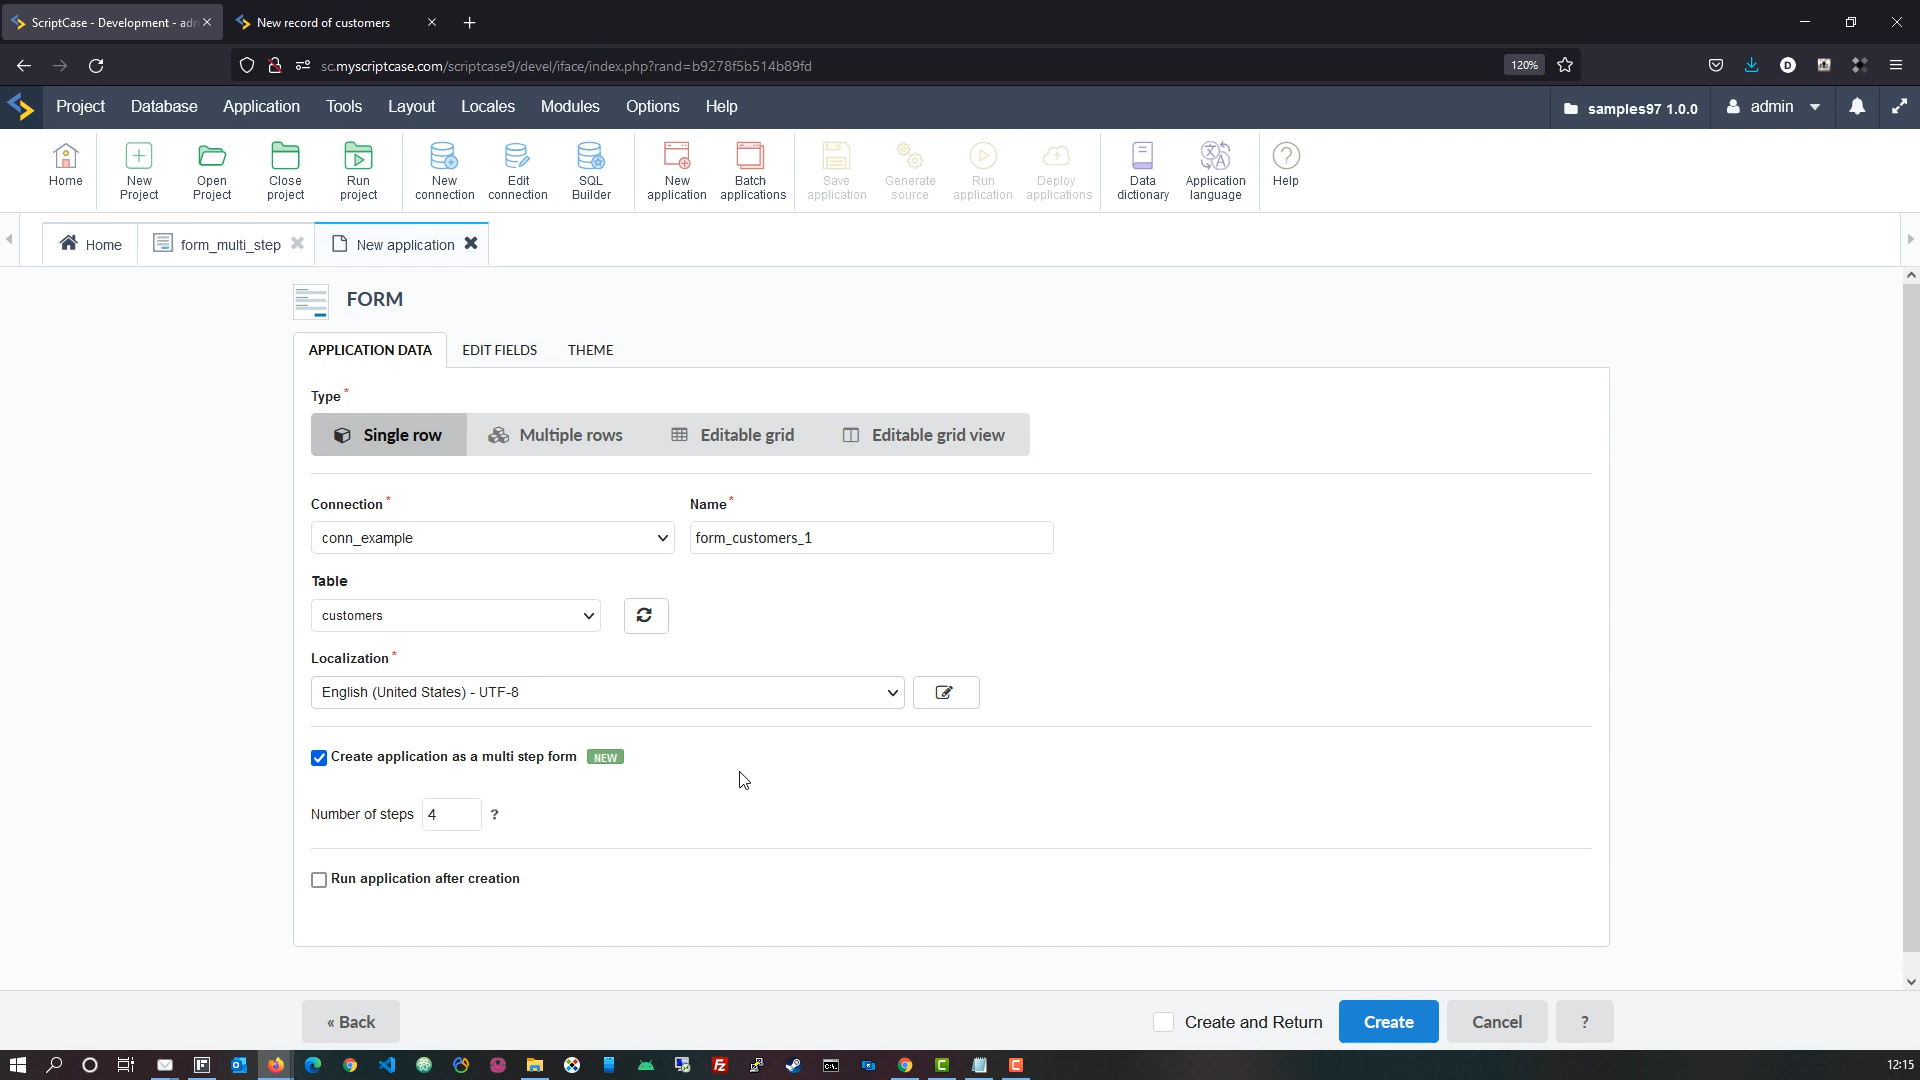 ScriptCase - Development - adn
New record of customers
sc.myscriptcase.com/scriptcase9/devel/iface/index.php?rand=b9278f5b514b89fd
120%
Project Database Application Tools Layout Locales Modules Options Help
samples97 1.0.0
admin
Home
New Project
Open Project
Close project
Run project
New connection
Edit connection
SQL Builder
New application
Batch applications
Save application
Generate source
Run application
Deploy applications
Data dictionary
Application language
Help
Home
form_multi_step
New application
FORM
APPLICATION DATA EDIT FIELDS THEME
Type *
Single row Multiple rows Editable grid Editable grid view
Connection * Name *
conn_example form_customers_1
Table
customers
Localization *
English (United States) - UTF-8
Create application as a multi step form NEW
Number of steps 4 ?
Run application after creation
« Back
Create and Return
Create
Cancel
?
12:15